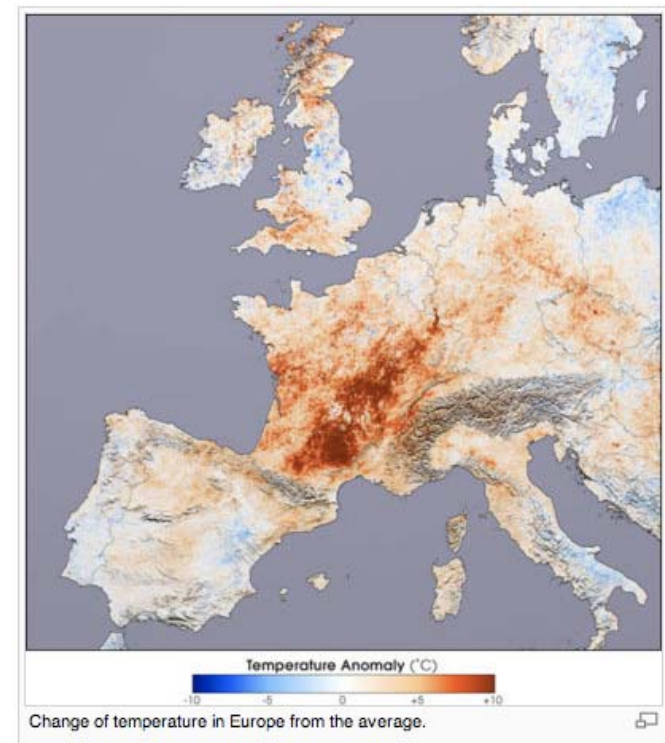 Temperature Anomaly (°C)
-10 -5 0 +5 +10
Change of temperature in Europe from the average.